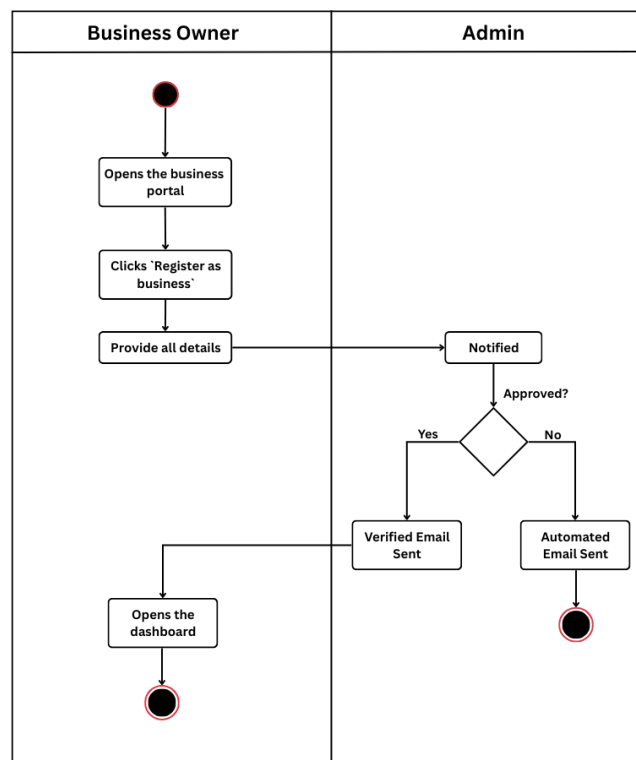 Business Owner
Admin
Opens the business
portal
Clicks `Register as
business`
Provide all details
Notified
Approved?
Yes
No
Verified Email
Sent
Automated
Email Sent
Opens the
dashboard